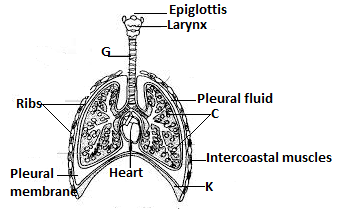 Epiglottis
Larynx
G
Ribs
Pleural fluid
C
Intercoastal muscles
Pleural
membrane
Heart
K